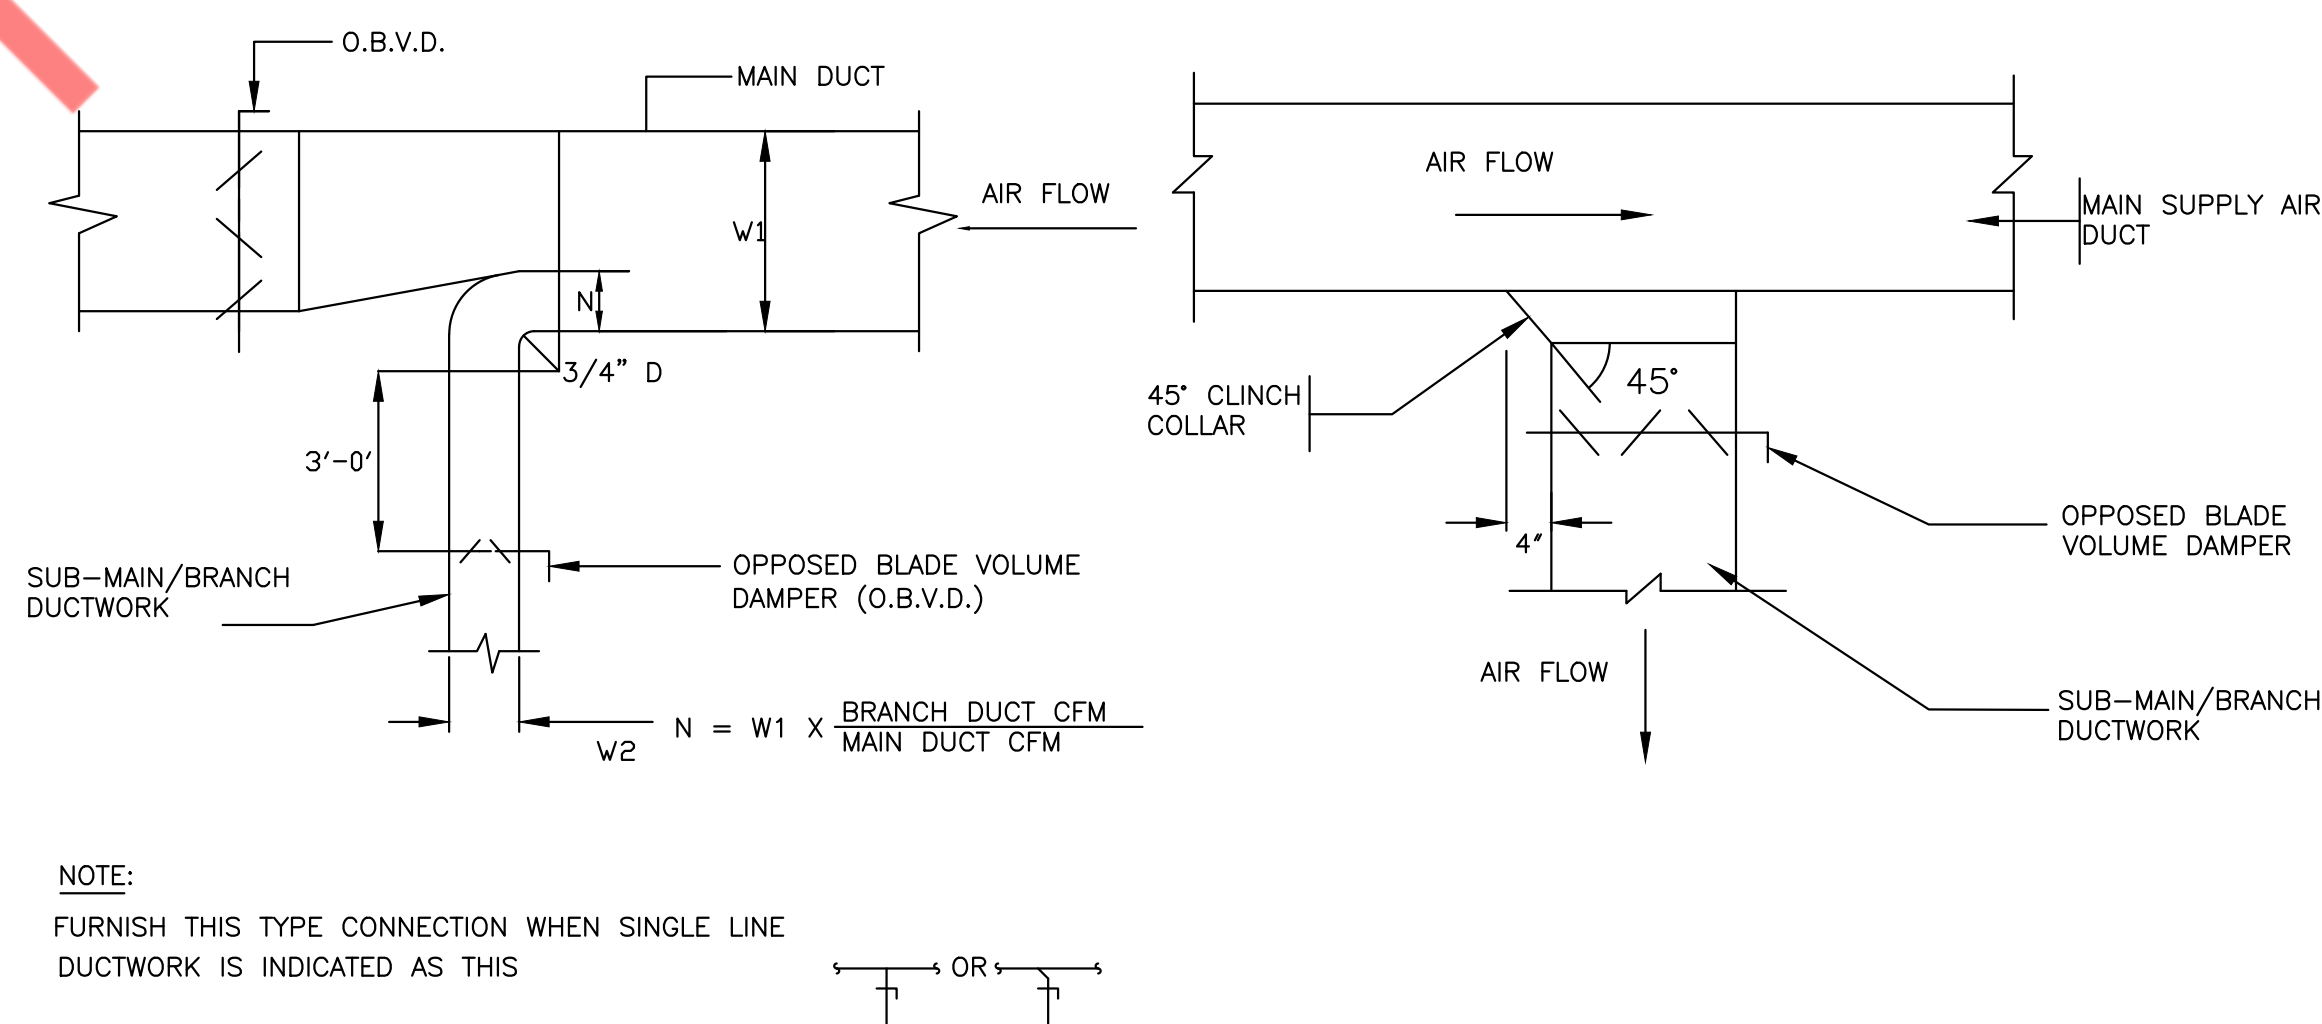 O.B.V.D.
MAIN DUCT
W1
AIR FLOW
N
3/4" D
3'-0'
SUB-MAIN/BRANCH
DUCTWORK
OPPOSED BLADE VOLUME
DAMPER (O.B.V.D.)
W2
N = W1 X BRANCH DUCT CFM
MAIN DUCT CFM
AIR FLOW
MAIN SUPPLY AIR
DUCT
45° CLINCH
COLLAR
45°
4"
OPPOSED BLADE
VOLUME DAMPER
AIR FLOW
SUB-MAIN/BRANCH
DUCTWORK
NOTE:
FURNISH THIS TYPE CONNECTION WHEN SINGLE LINE
DUCTWORK IS INDICATED AS THIS
OR